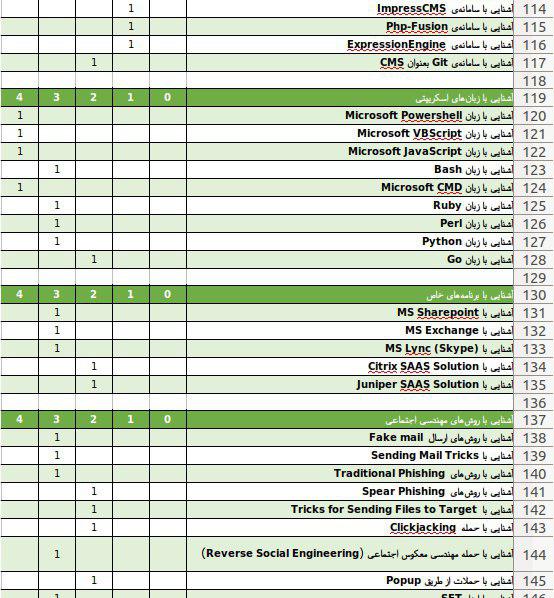 114 آشنایی با سامانه‌ی ImpressCMS 1
115 آشنایی با سامانه‌ی Php-Fusion 1
116 آشنایی با سامانه‌ی ExpressionEngine 1
117 آشنایی با سامانه‌ی Git بعنوان CMS 1
118
119 آشنایی با زبان‌های اسکریپتی 0 1 2 3 4
120 آشنایی با زبان Microsoft Powershell 1
121 آشنایی با زبان Microsoft VBScript 1
122 آشنایی با زبان Microsoft JavaScript 1
123 آشنایی با زبان Bash 1
124 آشنایی با زبان Microsoft CMD 1
125 آشنایی با زبان Ruby 1
126 آشنایی با زبان Perl 1
127 آشنایی با زبان Python 1
128 آشنایی با زبان Go 1
129
130 آشنایی با برنامه‌های خاص 0 1 2 3 4
131 آشنایی با MS Sharepoint 1
132 آشنایی با MS Exchange 1
133 آشنایی با MS Lync (Skype) 1
134 آشنایی با Citrix SAAS Solution 1
135 آشنایی با Juniper SAAS Solution 1
136
137 آشنایی با روش‌های مهندسی اجتماعی 0 1 2 3 4
138 آشنایی با روش‌های ارسال Fake mail 1
139 آشنایی با Sending Mail Tricks 1
140 آشنایی با روش‌های Traditional Phishing 1
141 آشنایی با روش‌های Spear Phishing 1
142 آشنایی با Tricks for Sending Files to Target 1
143 آشنایی با حمله Clickjacking 1
144 آشنایی با حمله مهندسی معکوس اجتماعی (Reverse Social Engineering) 1
145 آشنایی با حملات از طریق Popup 1